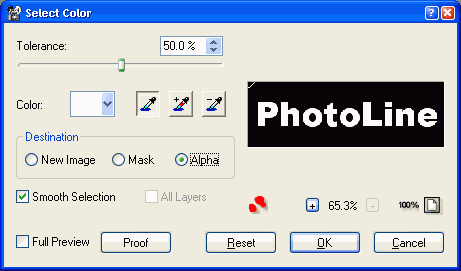 Select Color
Tolerance:
50.0 %
Color:
PhotoLine
Destination
New Image
Mask
Alpha
Smooth Selection
All Layers
65.3%
100%
Full Preview
Proof
Reset
OK
Cancel